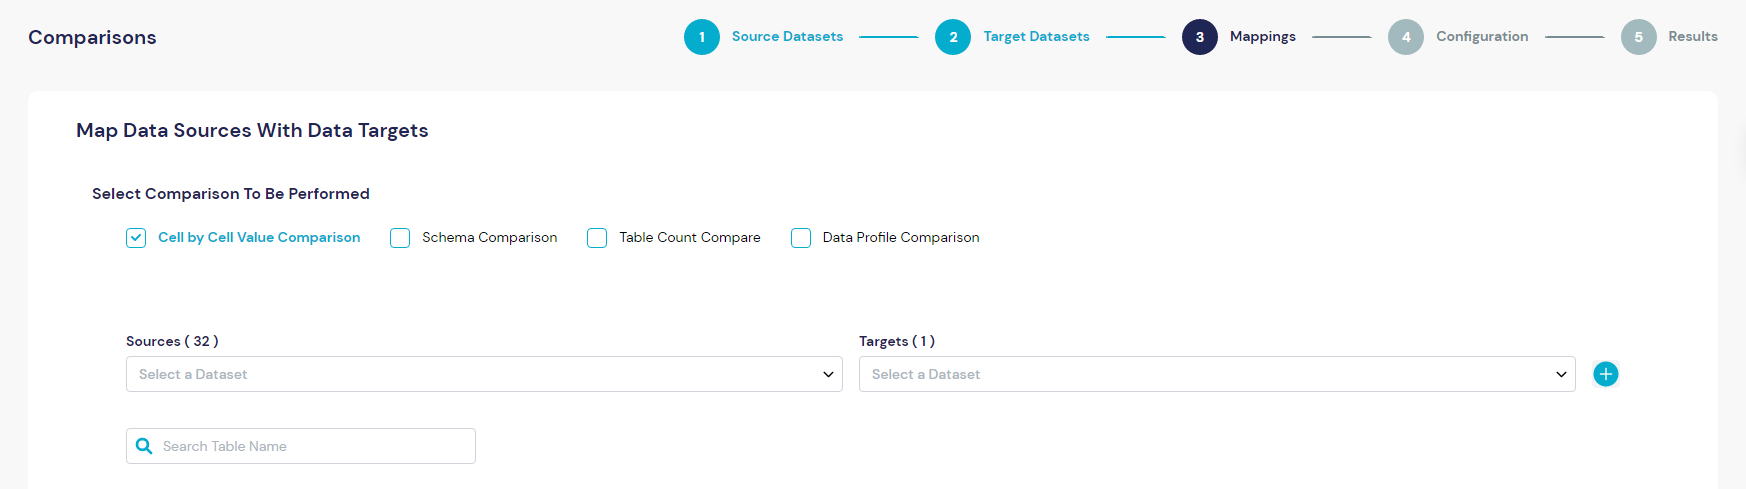 Comparisons
1 Source Datasets 2 Target Datasets 3 Mappings 4 Configuration 5 Results
Map Data Sources With Data Targets
Select Comparison To Be Performed
Cell by Cell Value Comparison Schema Comparison Table Count Compare Data Profile Comparison
Sources ( 32 ) Targets ( 1 )
Select a Dataset Select a Dataset
Search Table Name